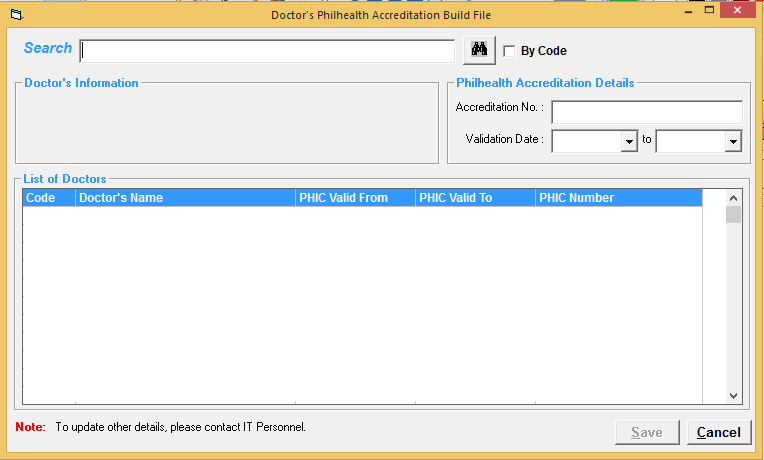 Doctor's Philhealth Accreditation Build File
Search
By Code
Doctor's Information
Philhealth Accreditation Details
Accreditation No. :
Validation Date :
to
List of Doctors
Code Doctor's Name PHIC Valid From PHIC Valid To PHIC Number
Note: To update other details, please contact IT Personnel.
Save Cancel